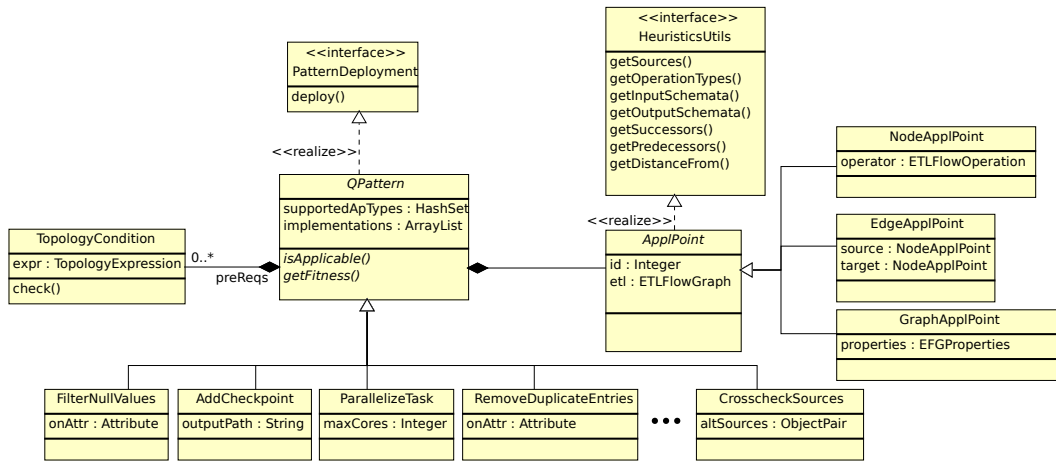 <<interface>>
PatternDeployment
deploy()
<<interface>>
HeuristicsUtils
getSources()
getOperationTypes()
getInputSchemata()
getOutputSchemata()
getSuccessors()
getPredecessors()
getDistanceFrom()
<<realize>>
<<realize>>
QPattern
supportedApTypes : HashSet
implementations : ArrayList
isApplicable()
getFitness()
TopologyCondition
expr : TopologyExpression
check()
0..*
preReqs
ApplPoint
id : Integer
etl : ETLFlowGraph
NodeApplPoint
operator : ETLFlowOperation
EdgeApplPoint
source : NodeApplPoint
target : NodeApplPoint
GraphApplPoint
properties : EFGProperties
FilterNullValues
onAttr : Attribute
AddCheckpoint
outputPath : String
ParallelizeTask
maxCores : Integer
RemoveDuplicateEntries
onAttr : Attribute
•••
CrosscheckSources
altSources : ObjectPair